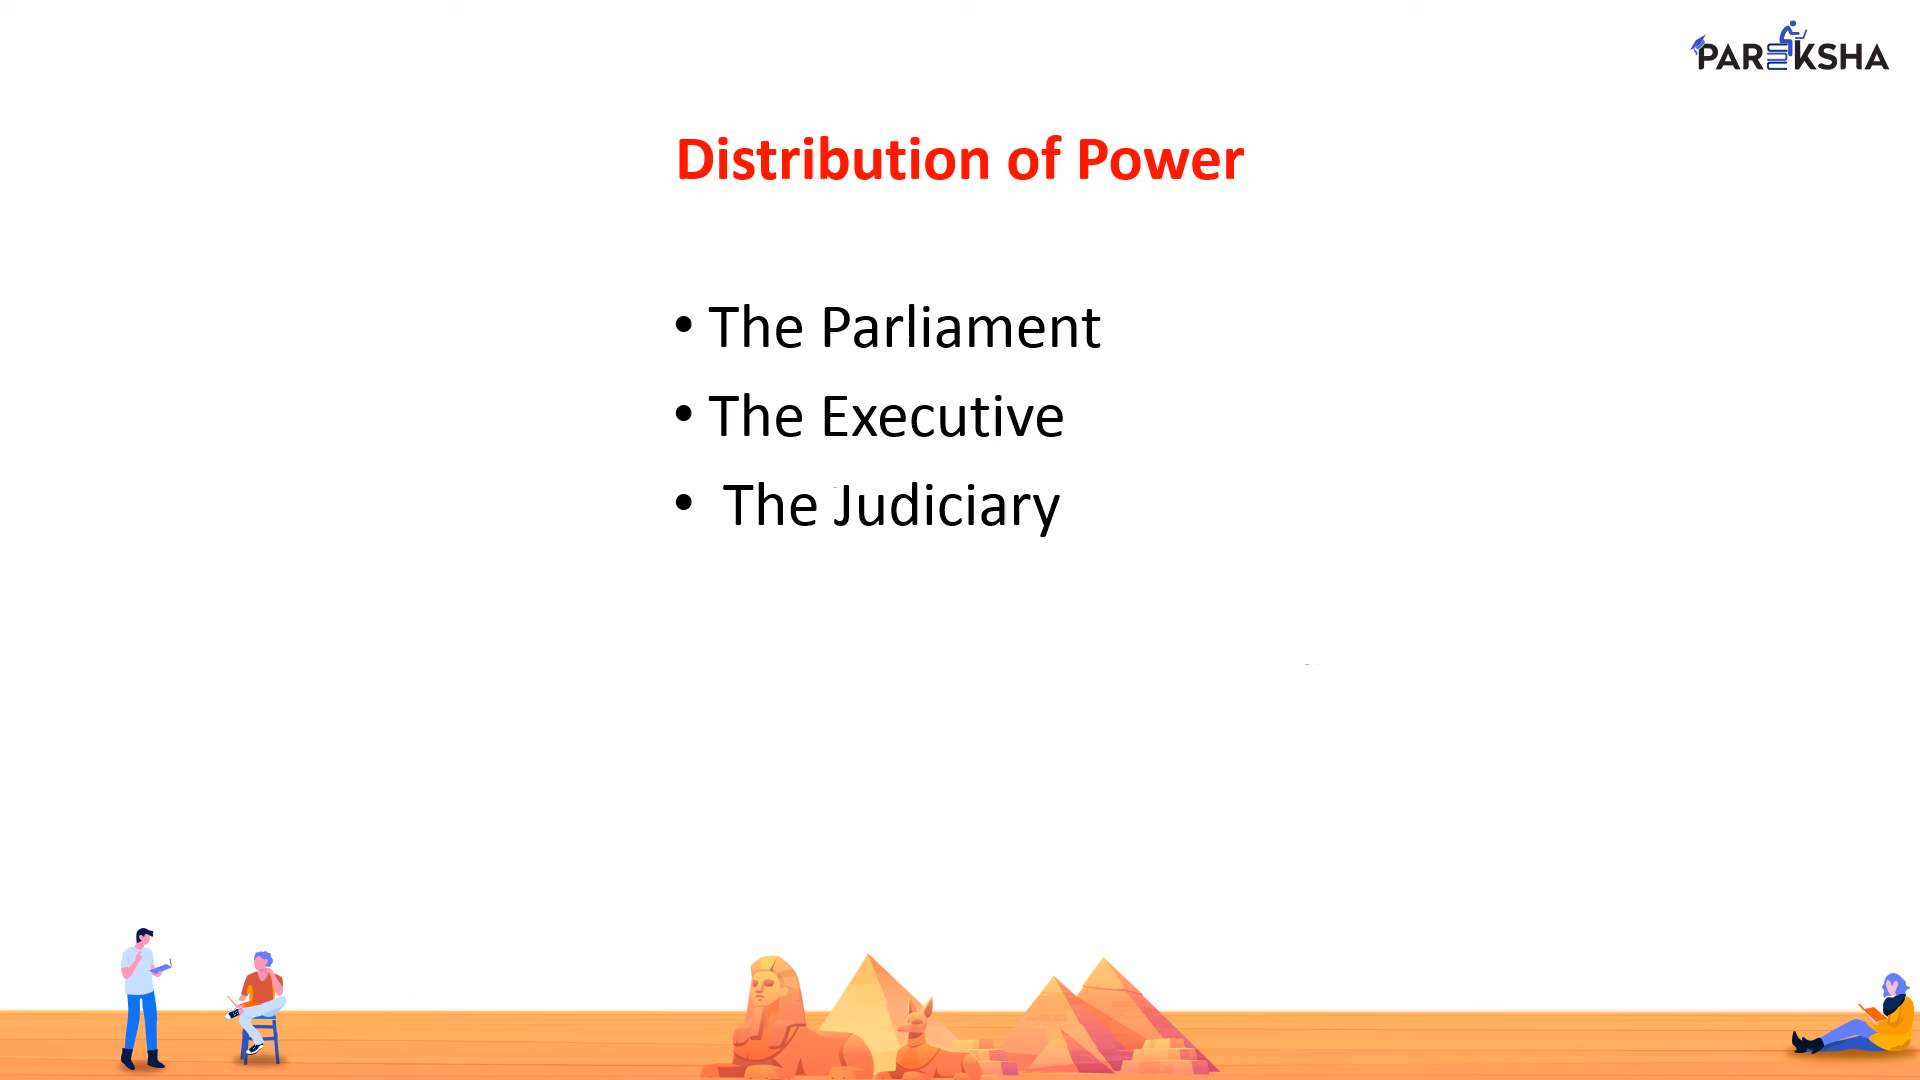 PAREEKSHA
Distribution of Power
• The Parliament
• The Executive
• The Judiciary